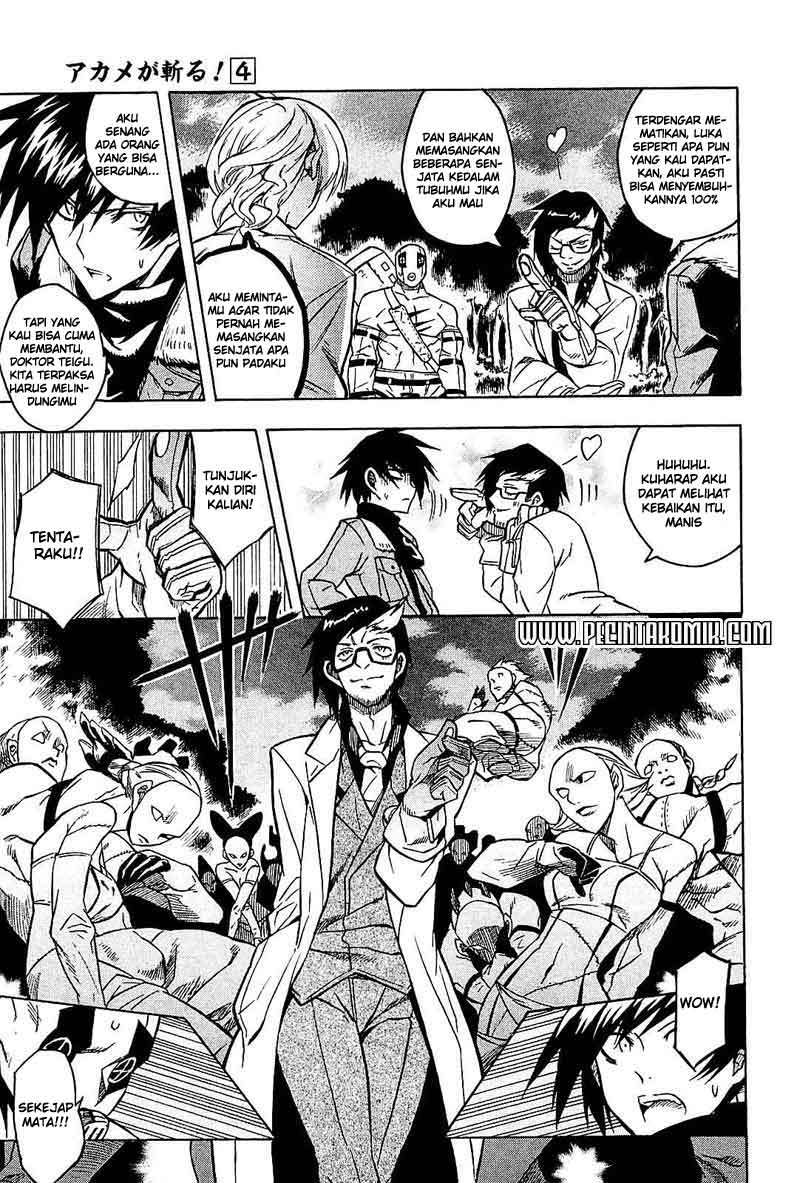 アカメが斬る! 4
TERDENGAR ME-
MATIKAN, LUKA
SEPERTI APA PUN
YANG KAU DAPAT-
KAN, AKU PASTI
BISA MENYEMBUH-
KANNYA 100%
DAN BAHKAN
MEMASANGKAN
BEBERAPA SEN-
JATA KEDALAM
TUBUHMU JIKA
AKU MAU
AKU MEMINTA-
MU AGAR TIDAK
PERNAH ME-
MASANGKAN
SENJATA APA
PUN PADAKU
AKU
SENANG
ADA ORANG
YANG BISA
BERGUNA...
TAPI YANG
KAU BISA CUMA
MEMBANTU,
DOKTOR TEIGU.
KITA TERPAKSA
HARUS MELIN-
DUNGIMU
HUHUHU.
KUHARAP AKU
DAPAT MELIHAT
KEBAIKAN ITU,
MANIS
TUNJUK-
KAN DIRI
KALIAN!
TENTA-
RAKU!!
WWW.PECINTAKOMIK.COM
WOW!
SEKEJAP
MATA!!!